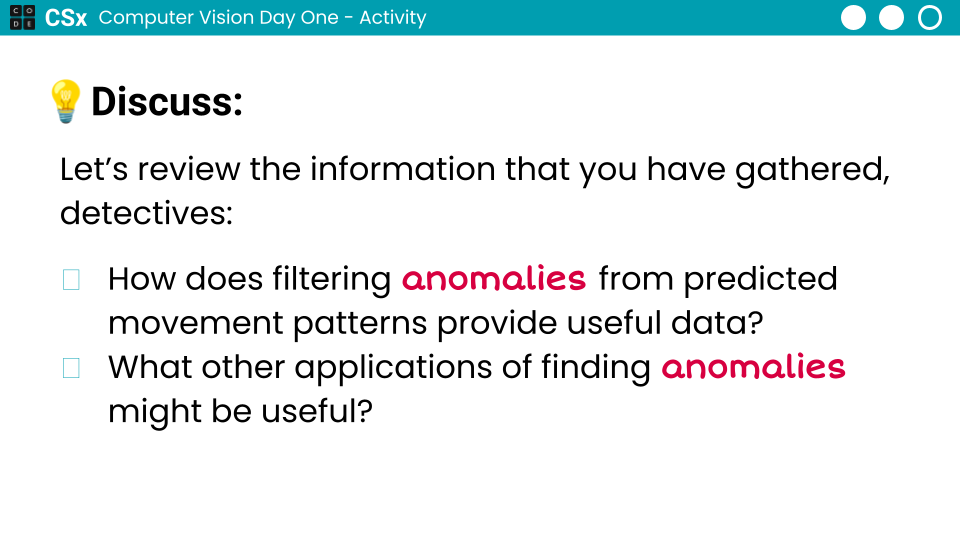 CODE CSx Computer Vision Day One - Activity
Discuss:
Let’s review the information that you have gathered,
detectives:
How does filtering anomalies from predicted
movement patterns provide useful data?
What other applications of finding anomalies
might be useful?